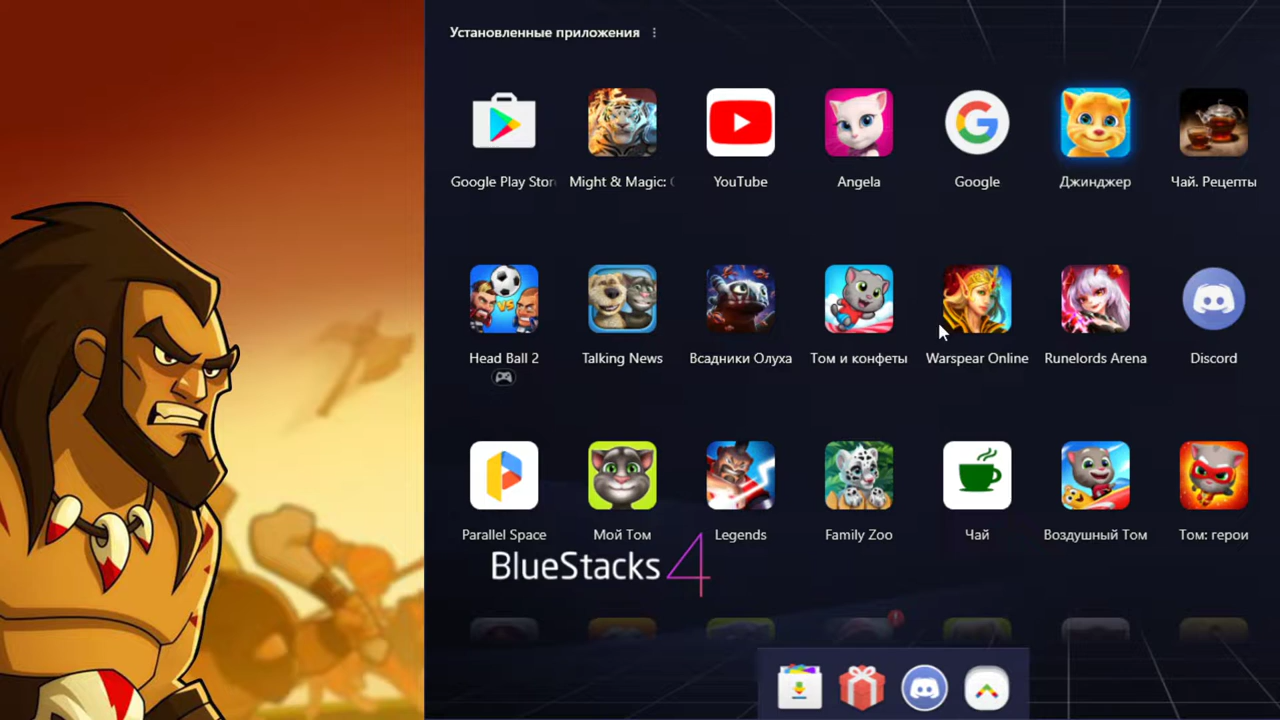 Установленные приложения
Google Play Stor
Might & Magic:
YouTube
Angela
Google
Джинджер
Чай. Рецепты
VS
Head Ball 2
Talking News
Всадники Олуха
Том и конфеты
Warspear Online
Runelords Arena
Discord
Parallel Space
Мой Том
Legends
Family Zoo
Чай
Воздушный Том
Том: герои
BlueStacks 4